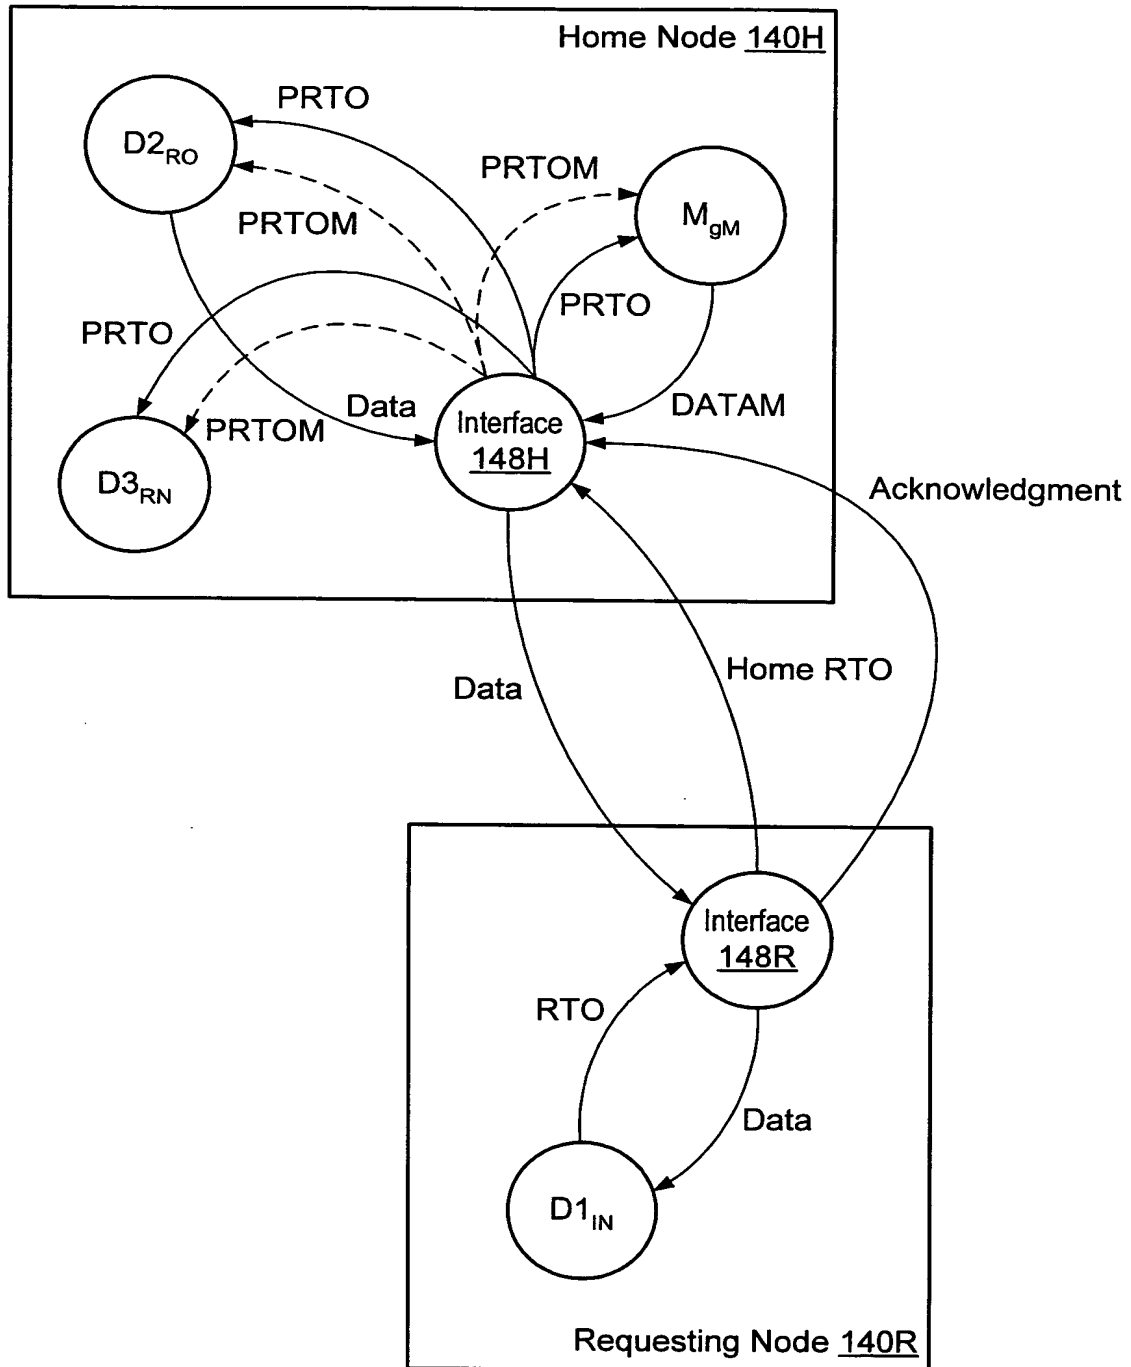 Home Node 140H
PRTO
D2RO
PRTOM
PRTOM
MgM
PRTO
PRTO
Data
DATAM
PRTOM
Interface
148H
D3RN
Acknowledgment
Data
Home RTO
Interface
148R
RTO
Data
D1IN
Requesting Node 140R